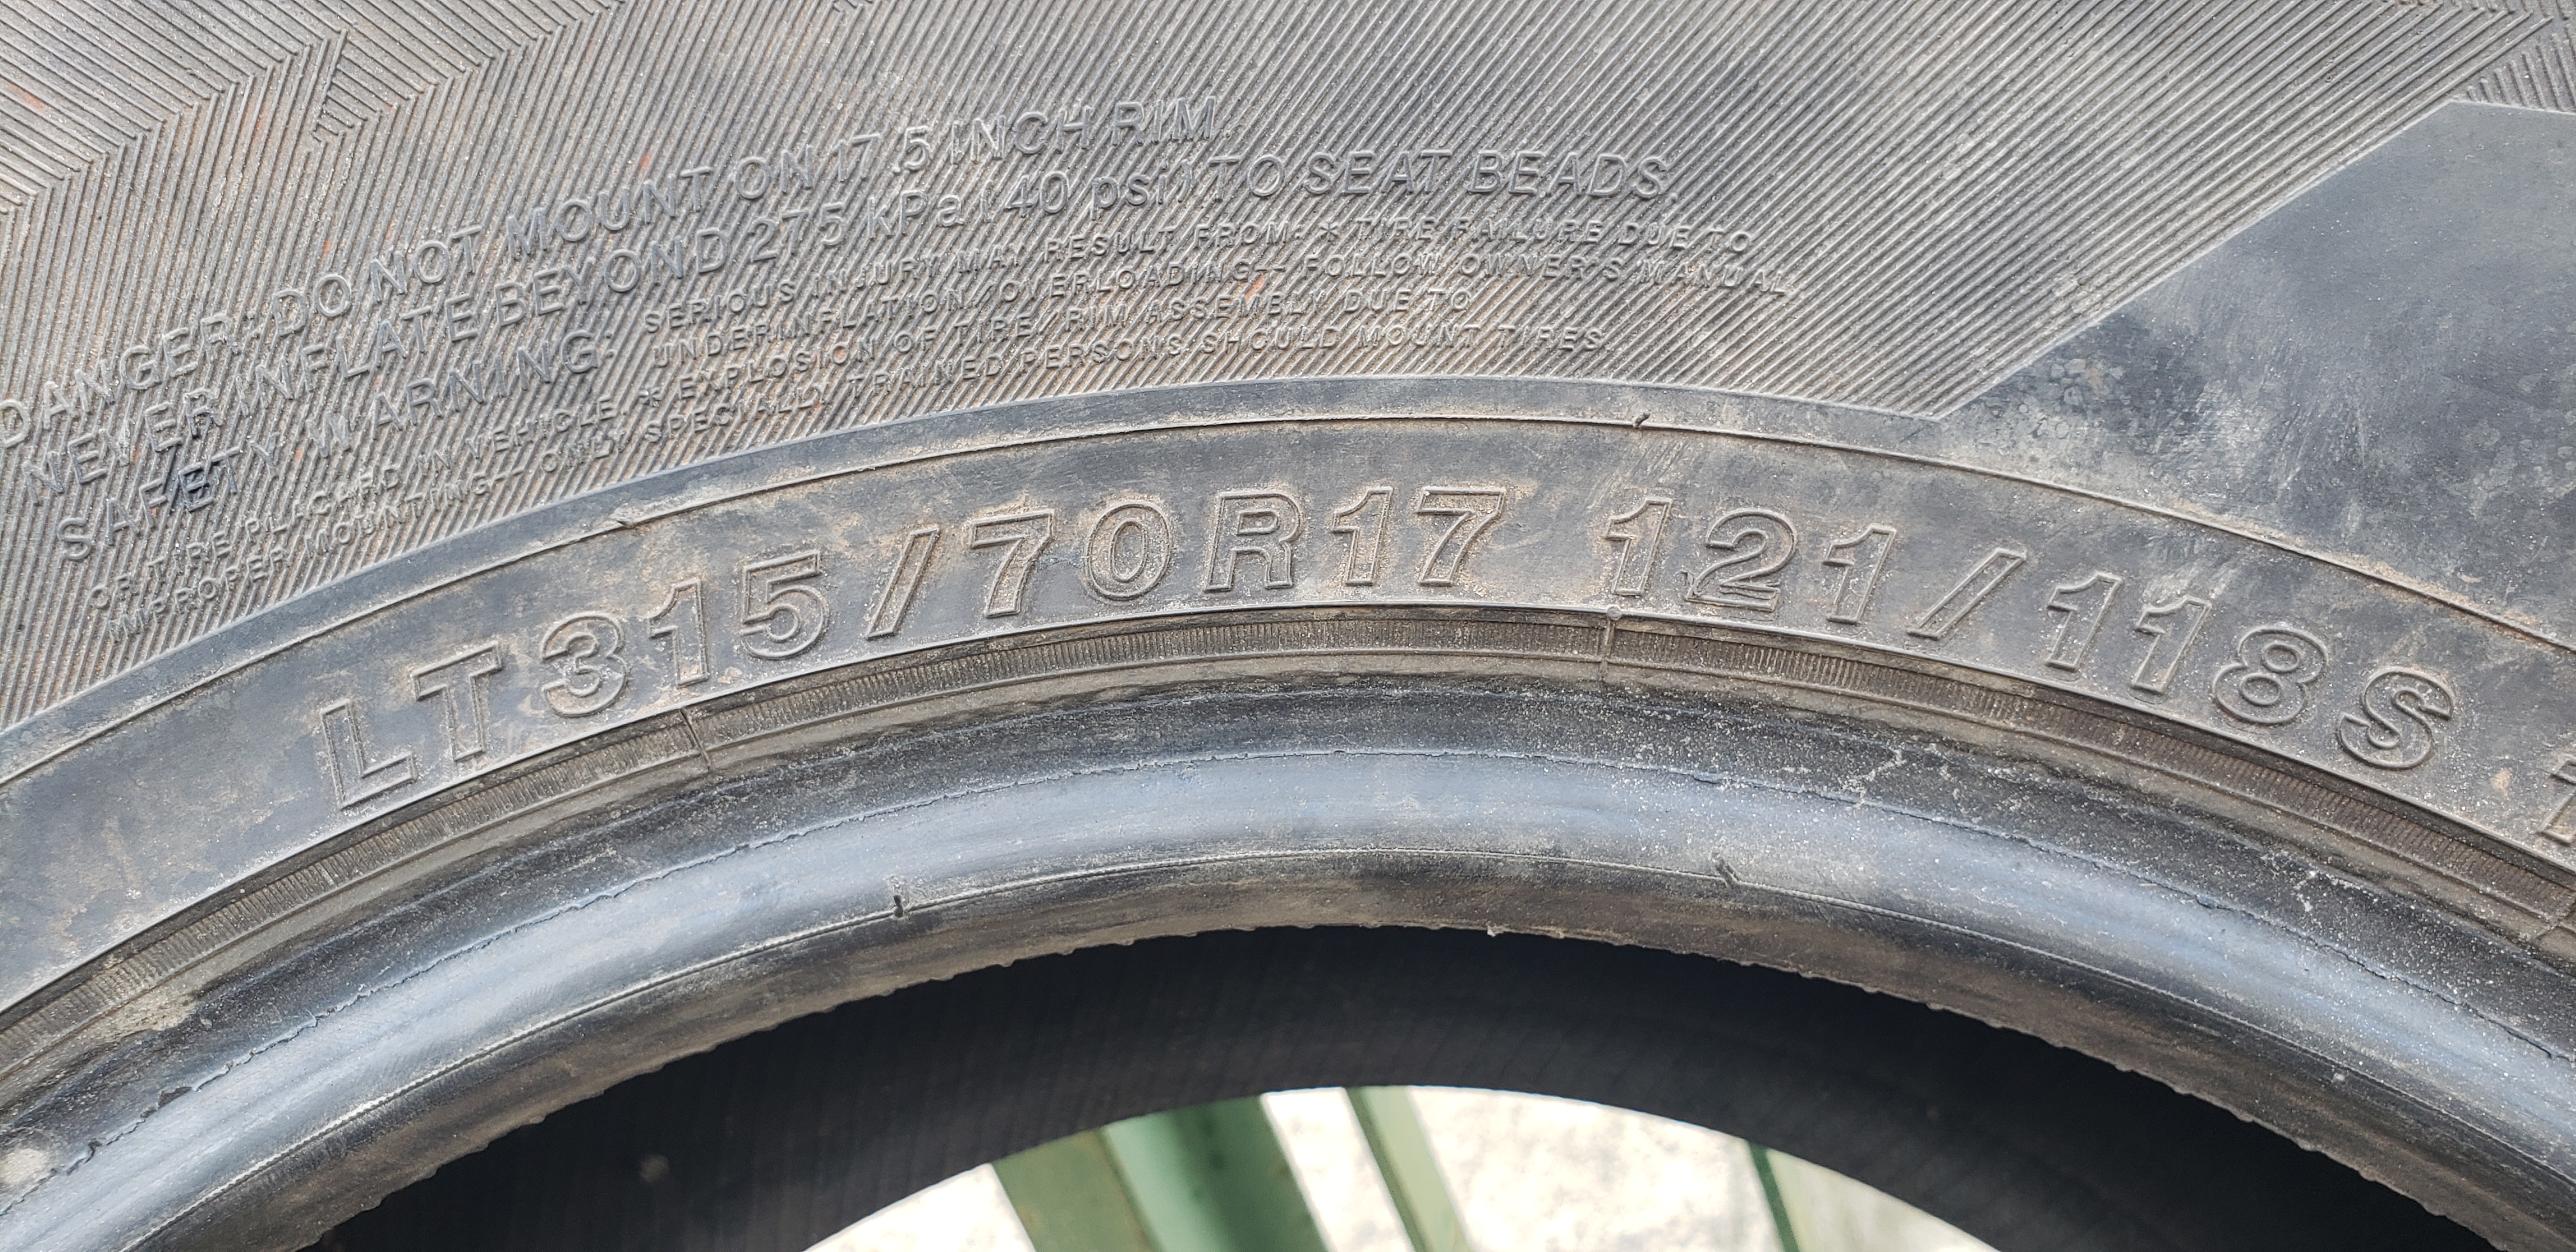 DANGER: DO NOT MOUNT ON 17.5 INCH RIM.
NEVER INFLATE BEYOND 275 kPa (40 psi) TO SEAT BEADS.
SAFETY WARNING: SERIOUS INJURY MAY RESULT FROM: * TIRE FAILURE DUE TO
UNDERINFLATION/OVERLOADING-- FOLLOW OWNER'S MANUAL
OR TIRE PLACARD IN VEHICLE. * EXPLOSION OF TIRE/RIM ASSEMBLY DUE TO
IMPROPER MOUNTING-- ONLY SPECIALLY TRAINED PERSONS SHOULD MOUNT TIRES.
LT315/70R17 121/118S